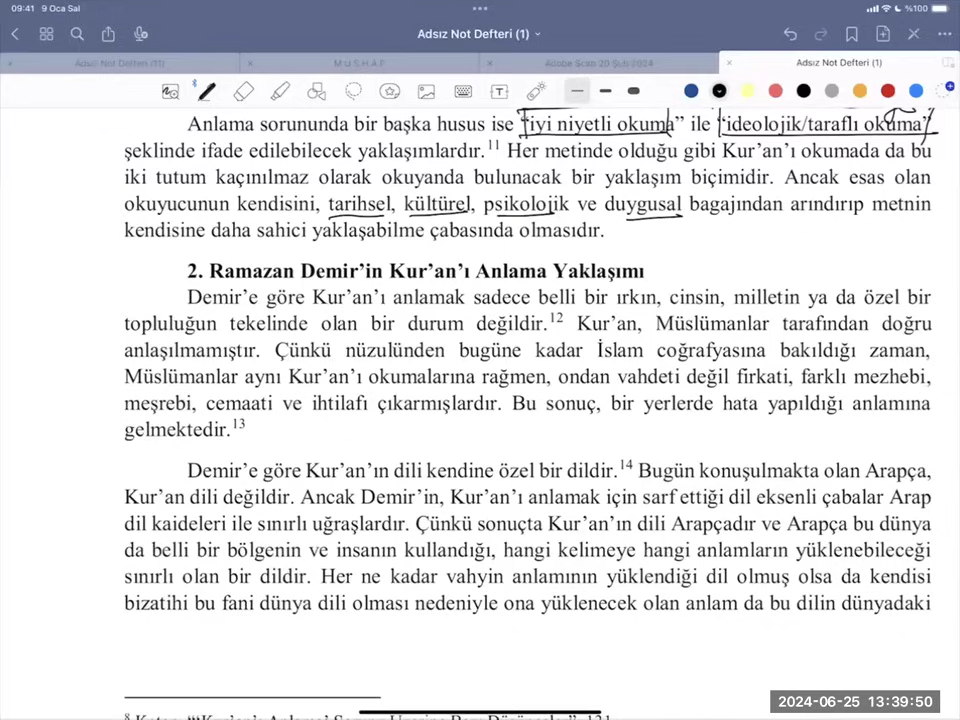 09:41 9 Oca Sal
%100
Adsız Not Defteri (1)
Adsız Not Defteri (11)
M U S H A F
Adobe Scan 20 Şub 2024
Adsız Not Defteri (1)
Anlama sorununda bir başka husus ise “iyi niyetli okuma” ile “ideolojik/taraflı okuma”
şeklinde ifade edilebilecek yaklaşımlardır.11 Her metinde olduğu gibi Kur’an’ı okumada da bu
iki tutum kaçınılmaz olarak okuyanda bulunacak bir yaklaşım biçimidir. Ancak esas olan
okuyucunun kendisini, tarihsel, kültürel, psikolojik ve duygusal bagajından arındırıp metnin
kendisine daha sahici yaklaşabilme çabasında olmasıdır.
2. Ramazan Demir’in Kur’an’ı Anlama Yaklaşımı
Demir’e göre Kur’an’ı anlamak sadece belli bir ırkın, cinsin, milletin ya da özel bir
topluluğun tekelinde olan bir durum değildir.12 Kur’an, Müslümanlar tarafından doğru
anlaşılmamıştır. Çünkü nüzulünden bugüne kadar İslam coğrafyasına bakıldığı zaman,
Müslümanlar aynı Kur’an’ı okumalarına rağmen, ondan vahdeti değil firkati, farklı mezhebi,
meşrebi, cemaati ve ihtilafı çıkarmışlardır. Bu sonuç, bir yerlerde hata yapıldığı anlamına
gelmektedir.13
Demir’e göre Kur’an’ın dili kendine özel bir dildir.14 Bugün konuşulmakta olan Arapça,
Kur’an dili değildir. Ancak Demir’in, Kur’an’ı anlamak için sarf ettiği dil eksenli çabalar Arap
dil kaideleri ile sınırlı uğraşlardır. Çünkü sonuçta Kur’an’ın dili Arapçadır ve Arapça bu dünya
da belli bir bölgenin ve insanın kullandığı, hangi kelimeye hangi anlamların yüklenebileceği
sınırlı olan bir dildir. Her ne kadar vahyin anlamının yüklendiği dil olmuş olsa da kendisi
bizatihi bu fani dünya dili olması nedeniyle ona yüklenecek olan anlam da bu dilin dünyadaki
2024-06-25 13:39:50